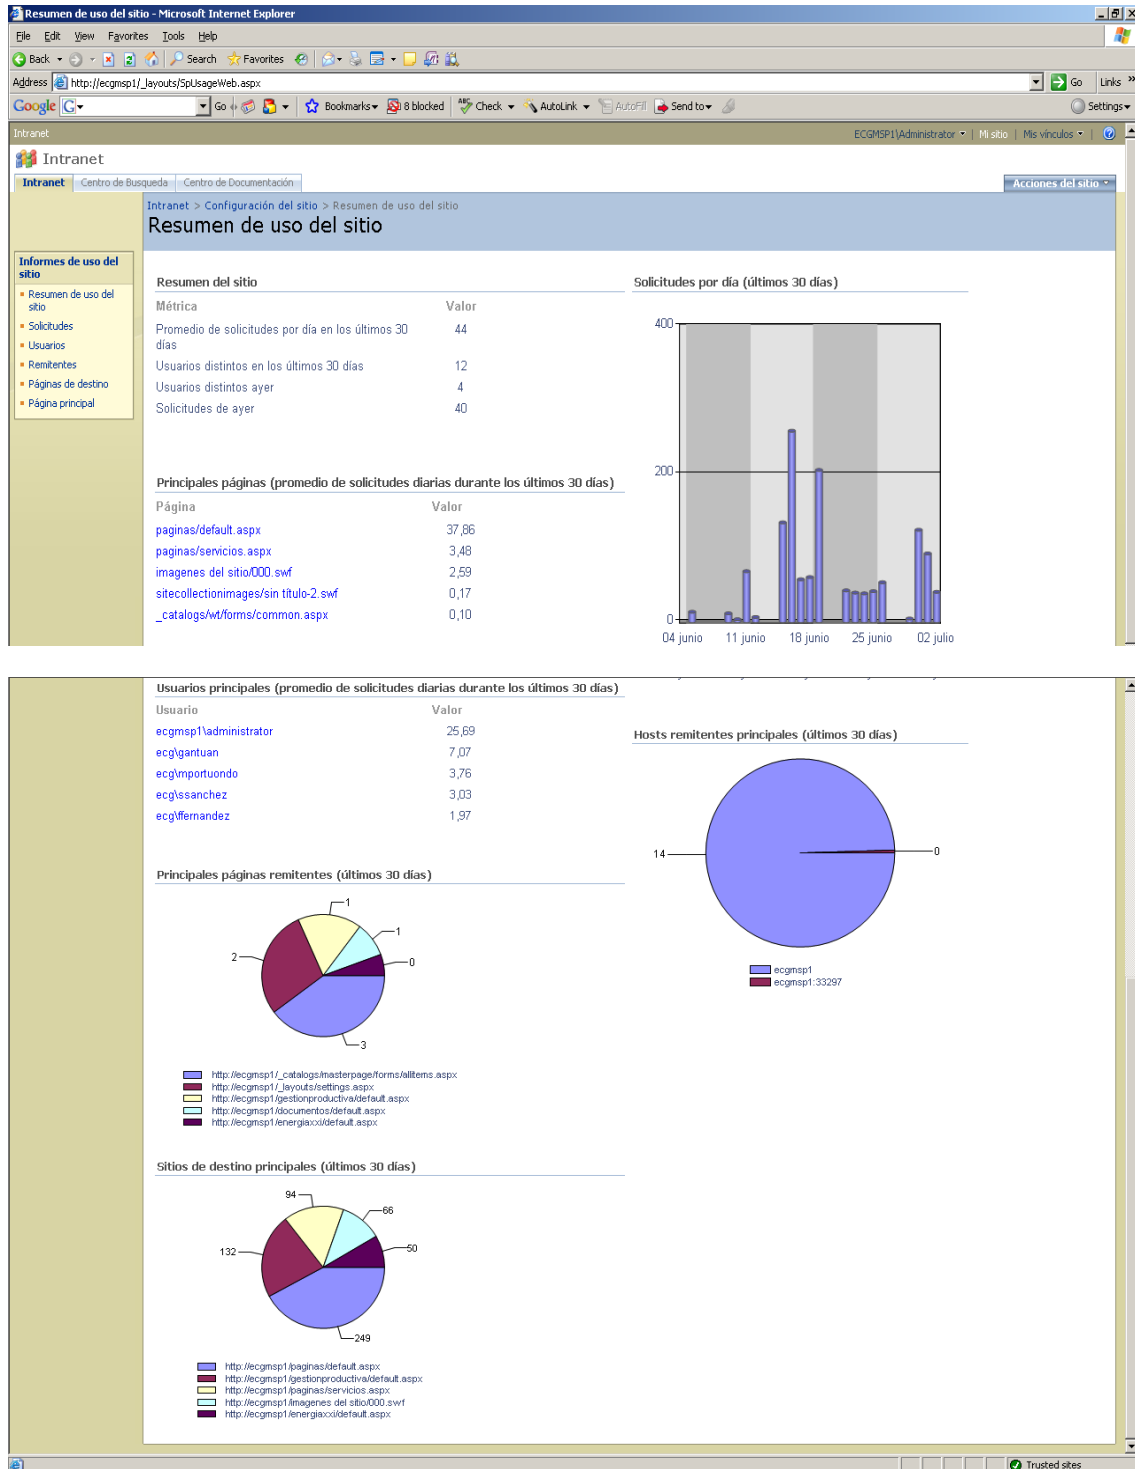 Resumen de uso del sitio - Microsoft Internet Explorer
File Edit View Favorites Tools Help
Back Search Favorites
Address http://ecgmsp1/_layouts/SpUsageWeb.aspx Go Links »
Google G Go Bookmarks 8 blocked Check AutoLink AutoFill Send to Settings
Intranet ECGMSP1\Administrator | Mi sitio | Mis vínculos |
Intranet
Intranet Centro de Busqueda Centro de Documentación Acciones del sitio
Intranet > Configuración del sitio > Resumen de uso del sitio
Resumen de uso del sitio
Informes de uso del
sitio
Resumen de uso del
sitio
Solicitudes
Usuarios
Remitentes
Páginas de destino
Página principal
Resumen del sitio
Métrica Valor
Promedio de solicitudes por día en los últimos 30 44
días
Usuarios distintos en los últimos 30 días 12
Usuarios distintos ayer 4
Solicitudes de ayer 40
Principales páginas (promedio de solicitudes diarias durante los últimos 30 días)
Página Valor
paginas/default.aspx 37,86
paginas/servicios.aspx 3,48
imagenes del sitio/000.swf 2,59
sitecollectionimages/sin título-2.swf 0,17
_catalogs/wt/forms/common.aspx 0,10
Solicitudes por día (últimos 30 días)
400
200
0
04 junio 11 junio 18 junio 25 junio 02 julio
Usuarios principales (promedio de solicitudes diarias durante los últimos 30 días)
Usuario Valor
ecgmsp1\administrator 25,69
ecg\gantuan 7,07
ecg\mportuondo 3,76
ecg\ssanchez 3,03
ecg\ffernandez 1,97
Hosts remitentes principales (últimos 30 días)
14 0
ecgmsp1
ecgmsp1:33297
Principales páginas remitentes (últimos 30 días)
1
1
2
0
3
http://ecgmsp1/_catalogs/masterpage/forms/allitems.aspx
http://ecgmsp1/_layouts/settings.aspx
http://ecgmsp1/gestionproductiva/default.aspx
http://ecgmsp1/documentos/default.aspx
http://ecgmsp1/energiaxxi/default.aspx
Sitios de destino principales (últimos 30 días)
94
66
132
50
249
http://ecgmsp1/paginas/default.aspx
http://ecgmsp1/gestionproductiva/default.aspx
http://ecgmsp1/paginas/servicios.aspx
http://ecgmsp1/imagenes del sitio/000.swf
http://ecgmsp1/energiaxxi/default.aspx
Trusted sites